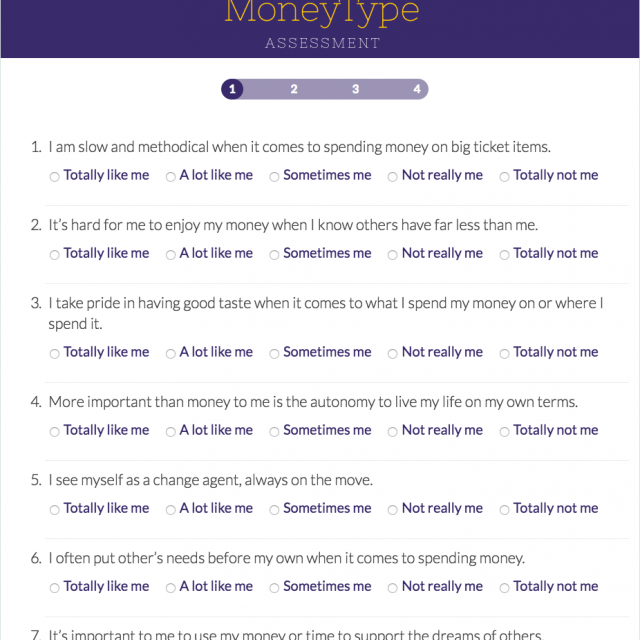 MoneyType
ASSESSMENT
1 2 3 4
1. I am slow and methodical when it comes to spending money on big ticket items.
Totally like me A lot like me Sometimes me Not really me Totally not me
2. It's hard for me to enjoy my money when I know others have far less than me.
Totally like me A lot like me Sometimes me Not really me Totally not me
3. I take pride in having good taste when it comes to what I spend my money on or where I
spend it.
Totally like me A lot like me Sometimes me Not really me Totally not me
4. More important than money to me is the autonomy to live my life on my own terms.
Totally like me A lot like me Sometimes me Not really me Totally not me
5. I see myself as a change agent, always on the move.
Totally like me A lot like me Sometimes me Not really me Totally not me
6. I often put other's needs before my own when it comes to spending money.
Totally like me A lot like me Sometimes me Not really me Totally not me
7. It's important to me to use my money or time to support the dreams of others.